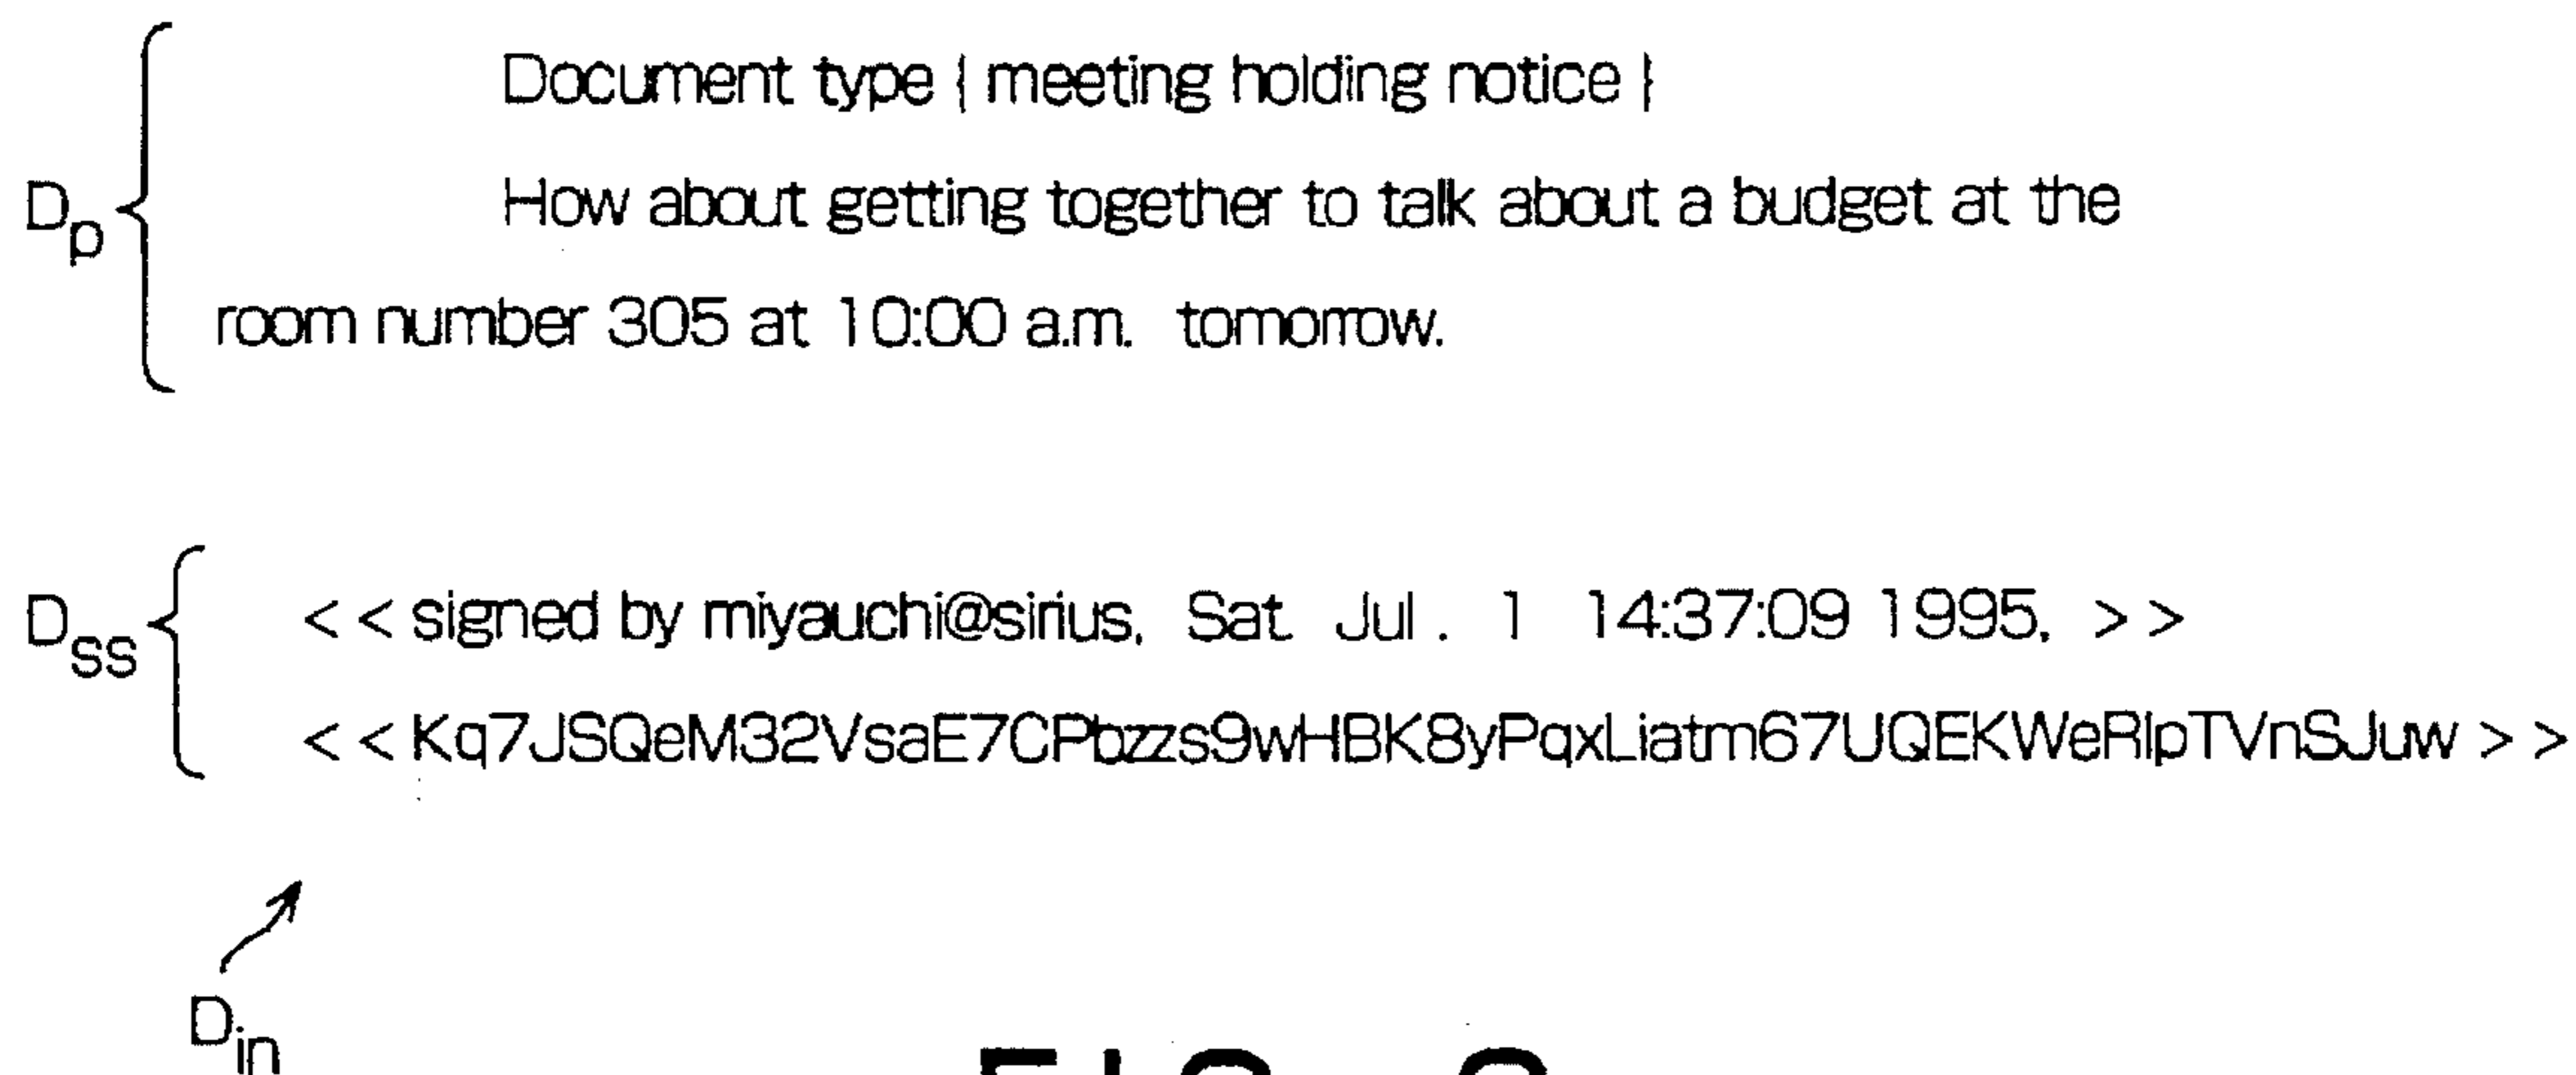 Document type { meeting holding notice }
How about getting together to talk about a budget at the
Dp
room number 305 at 10:00 a.m. tomorrow.
<< signed by miyauchi@sirius, Sat Jul. 1 14:37:09 1995, >>
Dss
<< Kq7JSQeM32VsaE7CPbzzs9wHBK8yPqxLiatm67UQEKWeRlpTVnSJuw >>
Din